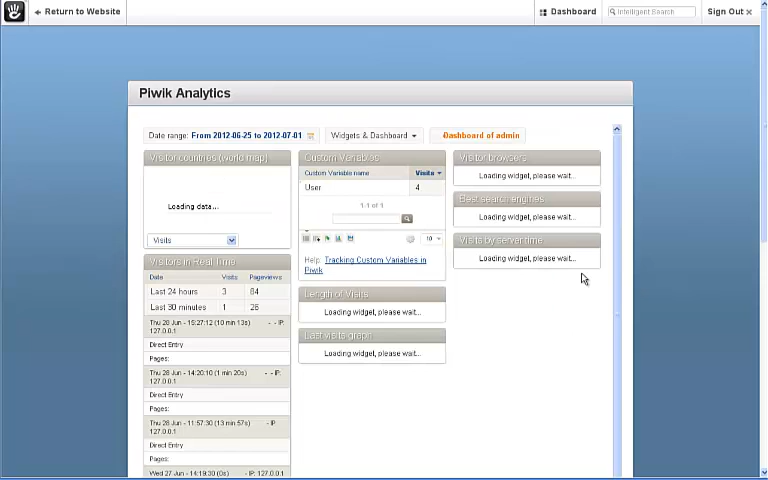 Return to Website
Dashboard
Intelligent Search
Sign Out
Piwik Analytics
Date range: From 2012-06-25 to 2012-07-01
Widgets & Dashboard
Dashboard of admin
Visitor countries (world map)
Loading data...
Visits
Visitors in Real Time
Date Visits Pageviews
Last 24 hours 3 84
Last 30 minutes 1 26
Thu 28 Jun - 15:27:12 (10 min 13s) - - IP:
127.0.0.1
Direct Entry
Pages:
Thu 28 Jun - 14:20:10 (1 min 20s) - - IP:
127.0.0.1
Direct Entry
Pages:
Thu 28 Jun - 11:57:30 (13 min 57s) - - IP:
127.0.0.1
Direct Entry
Pages:
Wed 27 Jun - 14:19:30 (0s) - IP: 127.0.0.1
Custom Variables
Custom Variable name Visits
User 4
1-1 of 1
10
Help: Tracking Custom Variables in
Piwik
Length of Visits
Loading widget, please wait...
Last visits graph
Loading widget, please wait...
Visitor browsers
Loading widget, please wait...
Best search engines
Loading widget, please wait...
Visits by server time
Loading widget, please wait...